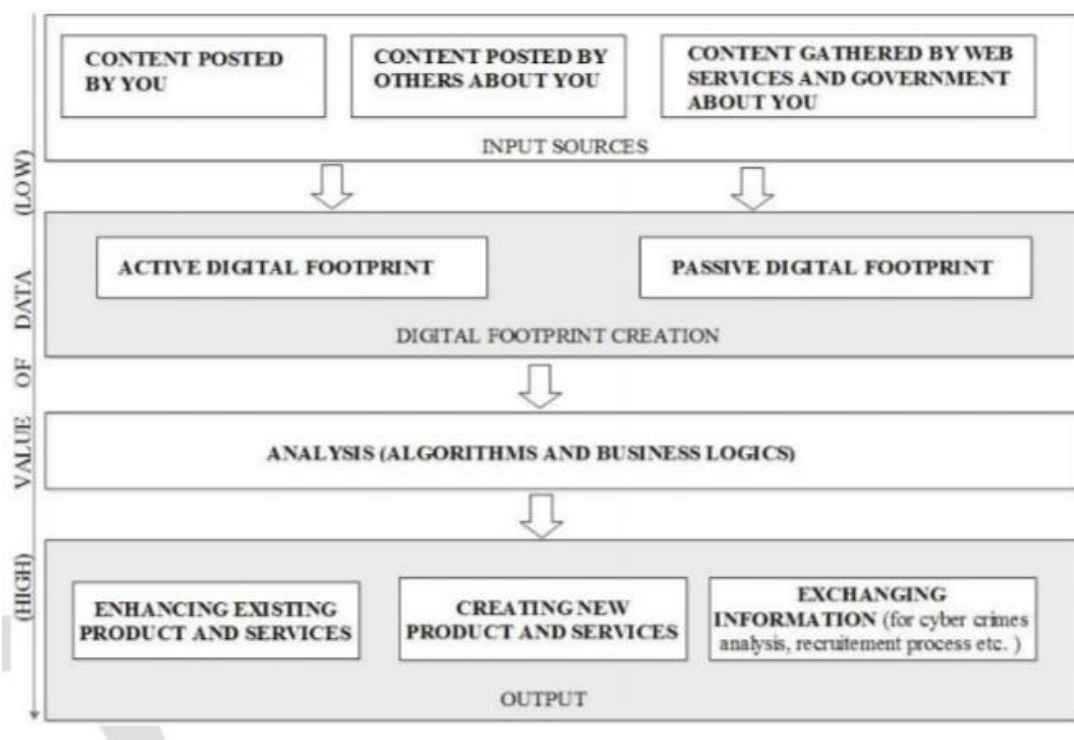 CONTENT POSTED
BY YOU
CONTENT POSTED BY
OTHERS ABOUT YOU
CONTENT GATHERED BY WEB
SERVICES AND GOVERNMENT
ABOUT YOU
INPUT SOURCES
ACTIVE DIGITAL FOOTPRINT
PASSIVE DIGITAL FOOTPRINT
DIGITAL FOOTPRINT CREATION
ANALYSIS (ALGORITHMS AND BUSINESS LOGICS)
ENHANCING EXISTING
PRODUCT AND SERVICES
CREATING NEW
PRODUCT AND SERVICES
EXCHANGING
INFORMATION (for cyber crimes
analysis, recruitement process etc. )
OUTPUT
(HIGH) VALUE OF DATA (LOW)